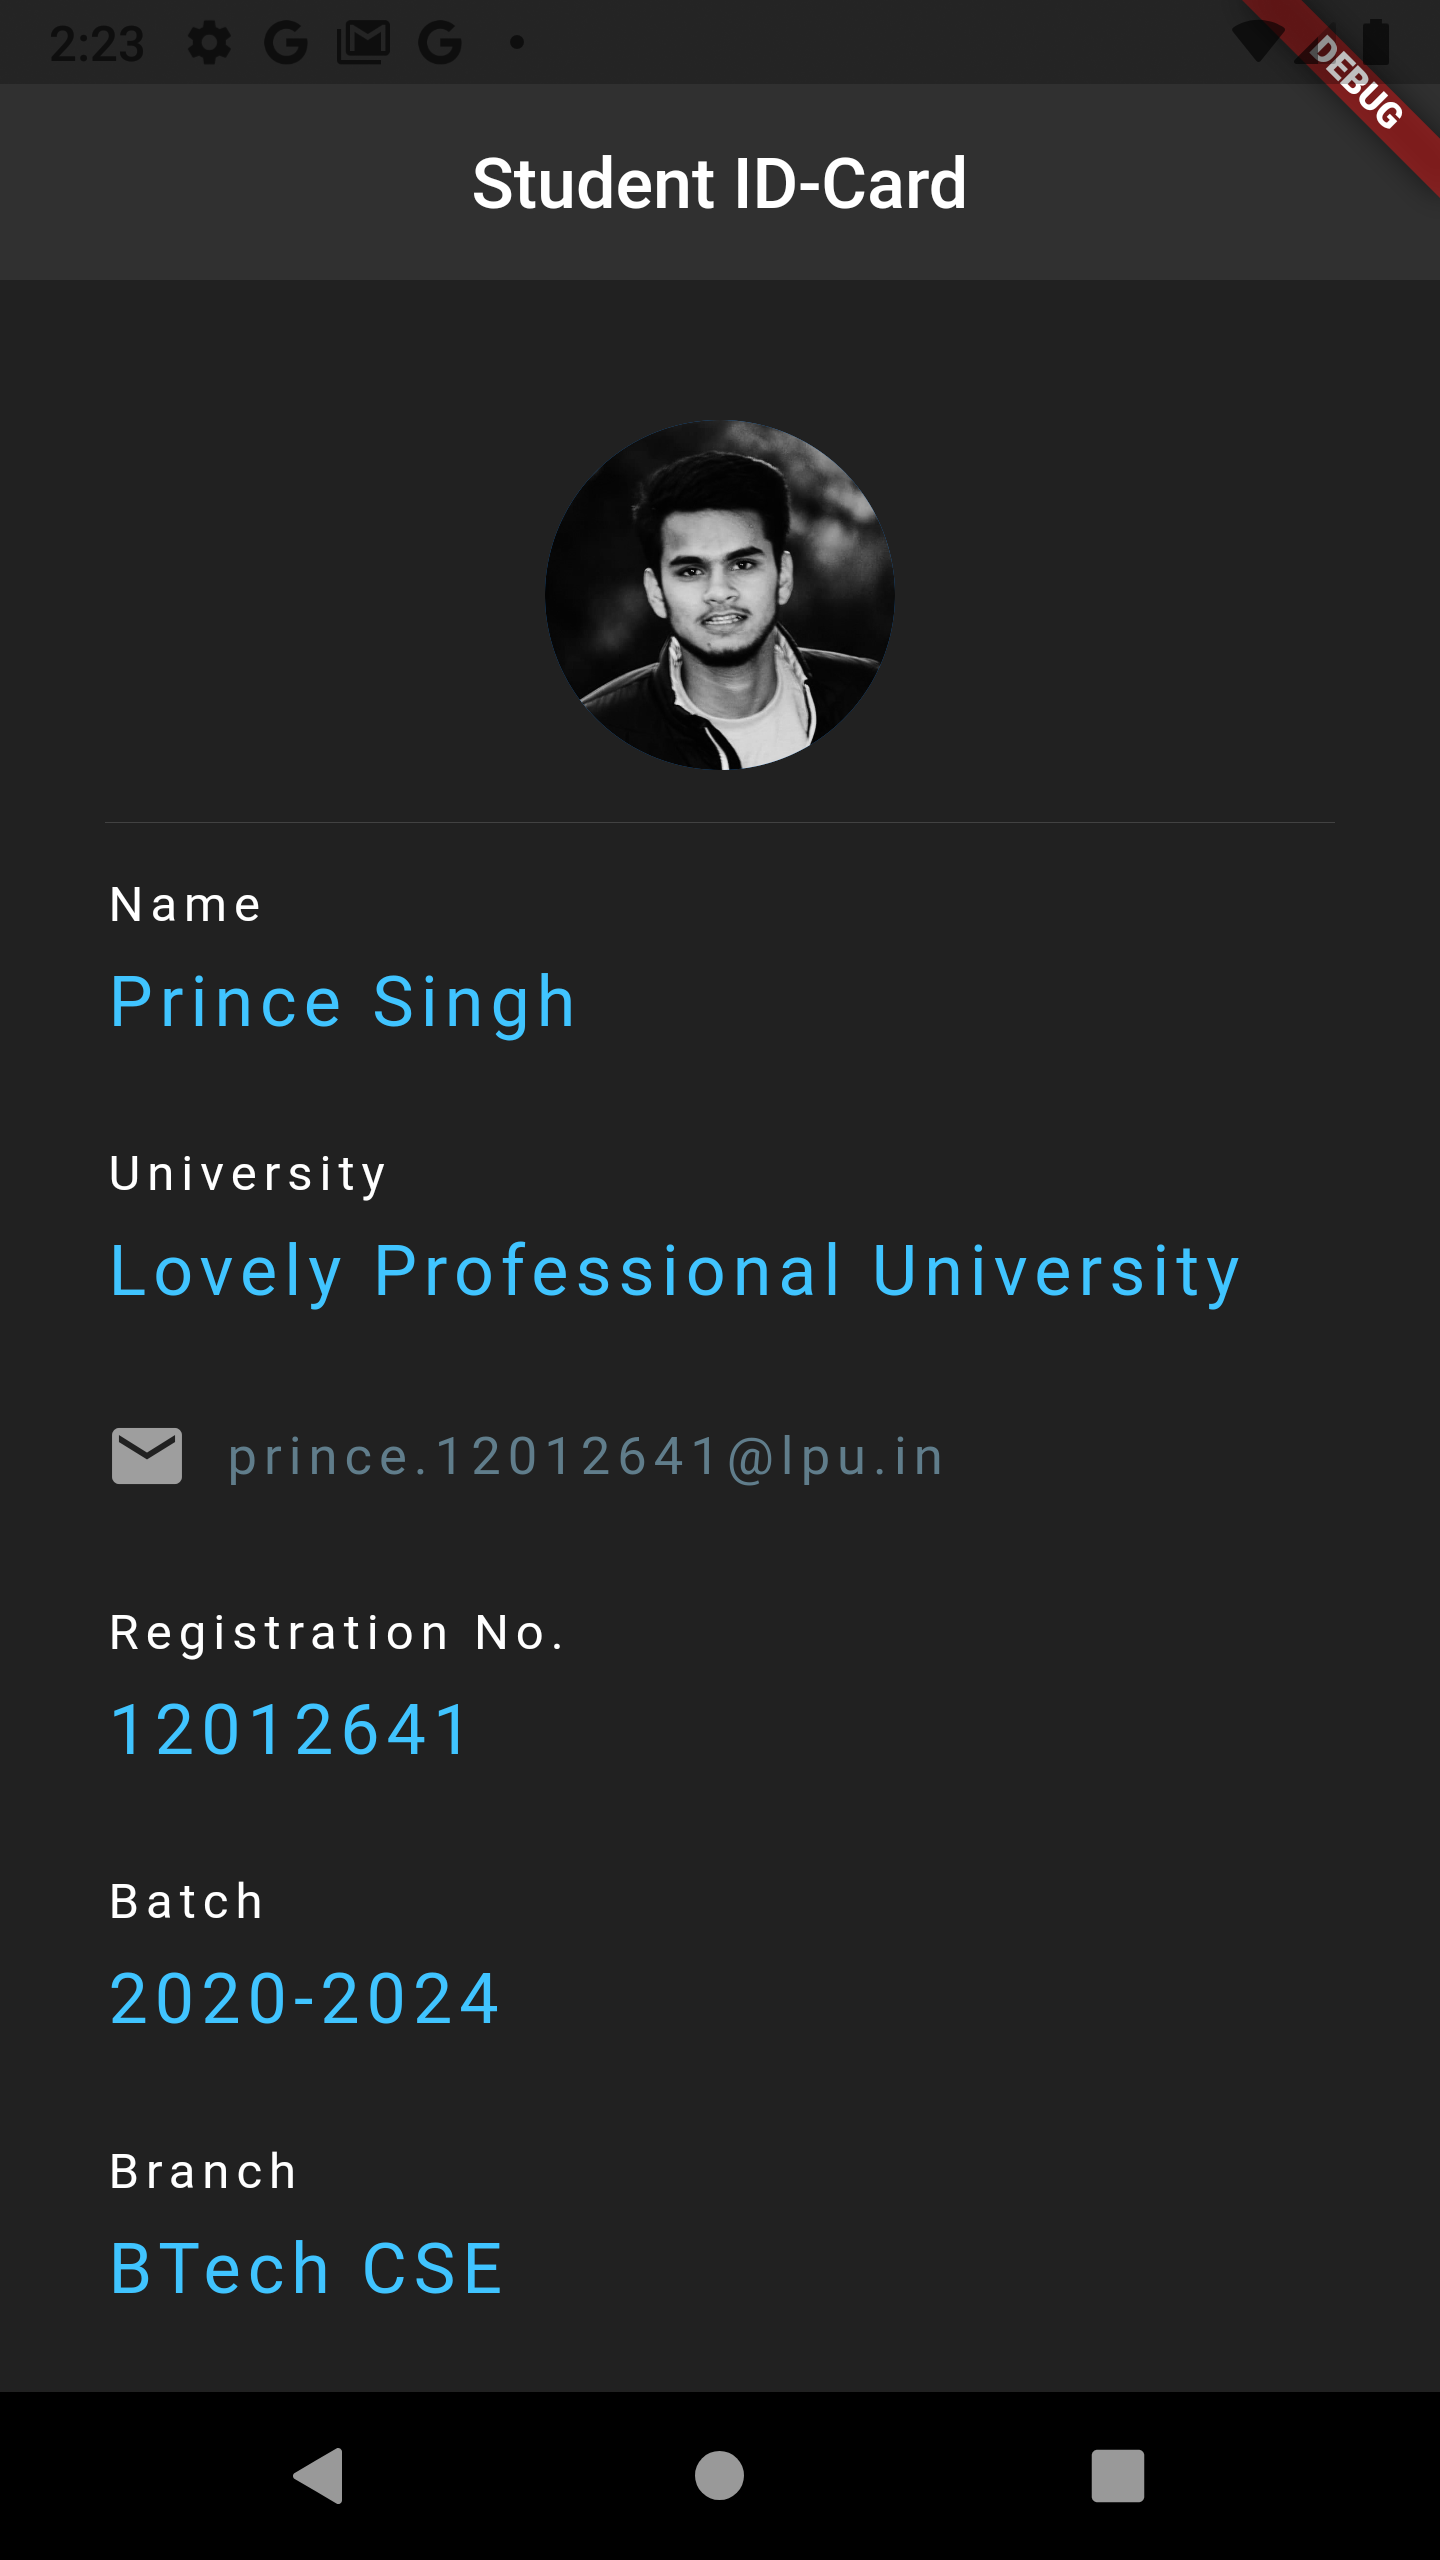 2:23
DEBUG
Student ID-Card
Name
Prince Singh
University
Lovely Professional University
prince.12012641@lpu.in
Registration No.
12012641
Batch
2020-2024
Branch
BTech CSE